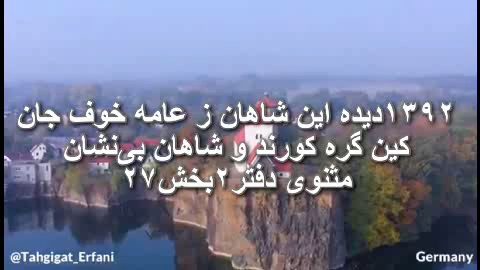 ۱۳۹۲دیده این شاهان ز عامه خوف جان
کین گره کورند و شاهان بی‌نشان
مثنوی دفتر۲بخش۲۷
@Tahgigat_Erfani
Germany